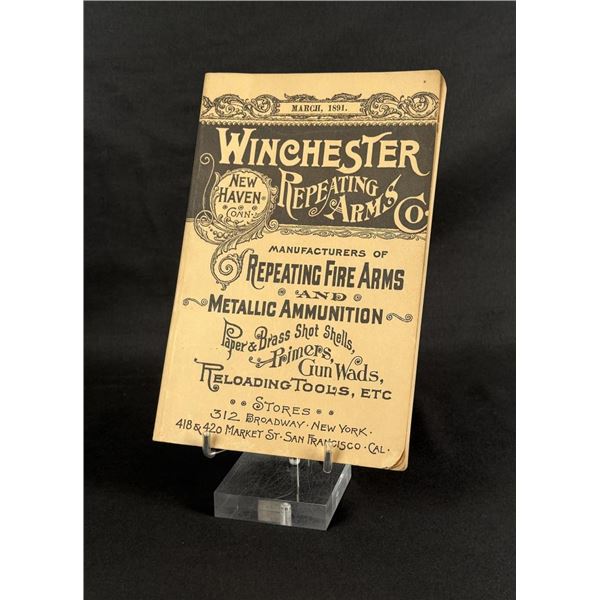 MARCH, 1891.
WINCHESTER
REPEATING
ARMS CO.
NEW
HAVEN
CONN.
MANUFACTURERS OF
REPEATING FIRE ARMS
AND
METALLIC AMMUNITION
Paper & Brass Shot Shells,
Primers,
Gun Wads,
RELOADING TOOLS, ETC
STORES
312 BROADWAY · NEW YORK ·
418 & 420 MARKET ST · SAN FRANCISCO · CAL ·